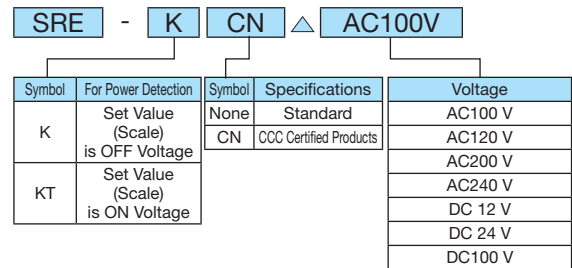 SRE - K CN △ AC100V
Symbol For Power Detection
K Set Value
(Scale)
is OFF Voltage
KT Set Value
(Scale)
is ON Voltage
Symbol Specifications
None Standard
CN CCC Certified Products
Voltage
AC100 V
AC120 V
AC200 V
AC240 V
DC 12 V
DC 24 V
DC100 V